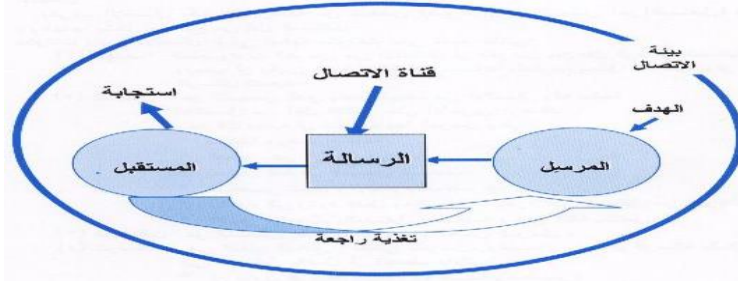 بيئة
الاتصال
قناة الاتصال
الهدف
استجابة
المرسل
الرسالة
المستقبل
تغذية راجعة